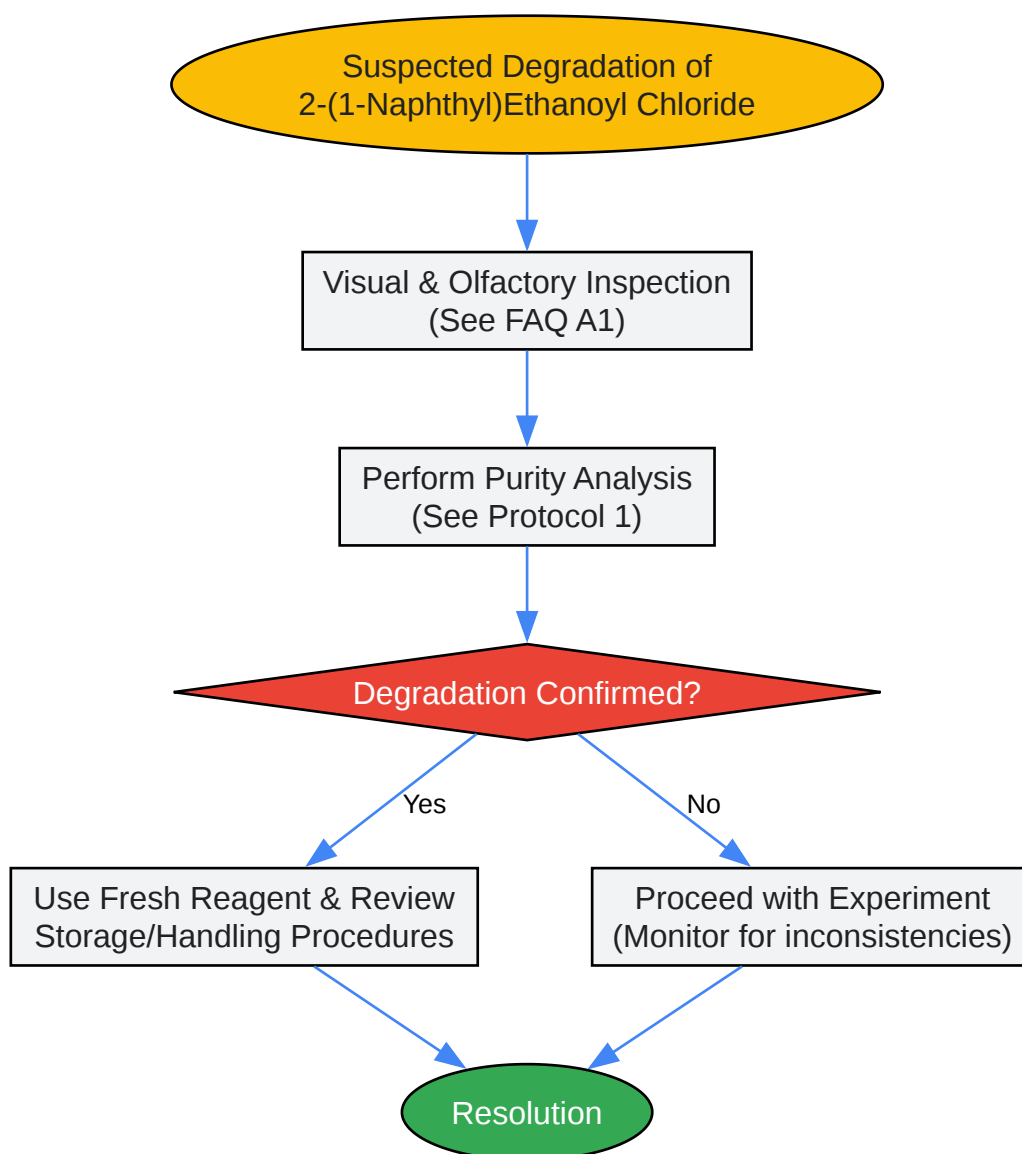 Suspected Degradation of
2-(1-Naphthyl)Ethanoyl Chloride
Visual & Olfactory Inspection
(See FAQ A1)
Perform Purity Analysis
(See Protocol 1)
Degradation Confirmed?
Yes
No
Use Fresh Reagent & Review
Storage/Handling Procedures
Proceed with Experiment
(Monitor for inconsistencies)
Resolution